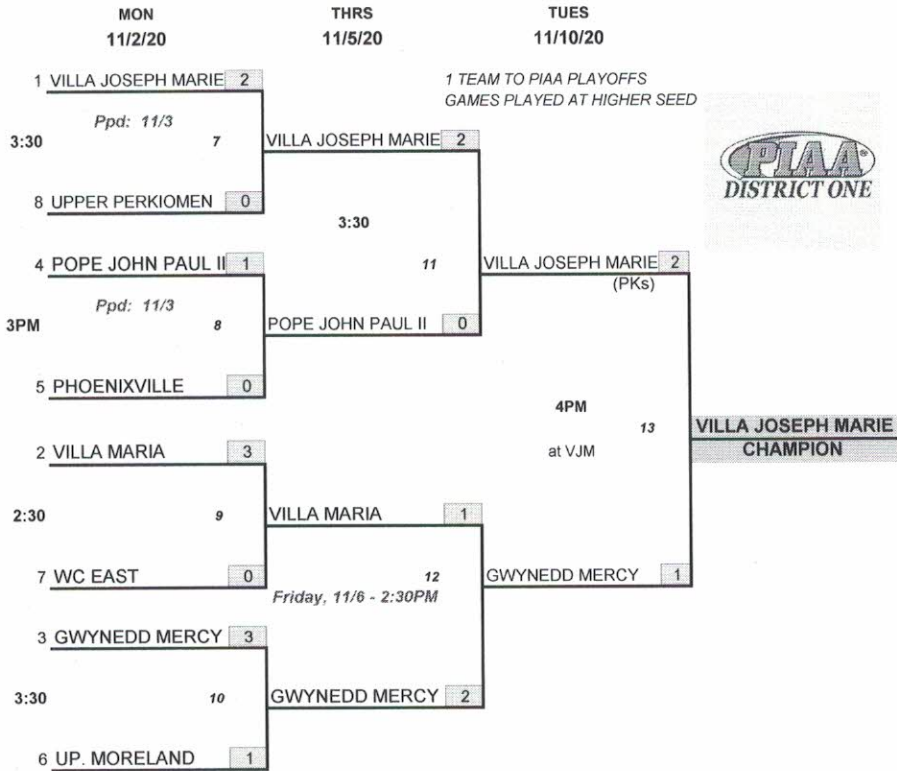 MON THRS TUES
11/2/20 11/5/20 11/10/20
1 VILLA JOSEPH MARIE 2
1 TEAM TO PIAA PLAYOFFS
GAMES PLAYED AT HIGHER SEED
Ppd: 11/3
3:30 7
VILLA JOSEPH MARIE 2
PIAA®
DISTRICT ONE
8 UPPER PERKIOMEN 0
3:30
4 POPE JOHN PAUL II 1
11
VILLA JOSEPH MARIE 2
(PKs)
Ppd: 11/3
3PM 8
POPE JOHN PAUL II 0
5 PHOENIXVILLE 0
4PM
13
VILLA JOSEPH MARIE
CHAMPION
2 VILLA MARIA 3
at VJM
2:30 9
VILLA MARIA 1
7 WC EAST 0
12
GWYNEDD MERCY 1
Friday, 11/6 - 2:30PM
3 GWYNEDD MERCY 3
3:30 10
GWYNEDD MERCY 2
6 UP. MORELAND 1